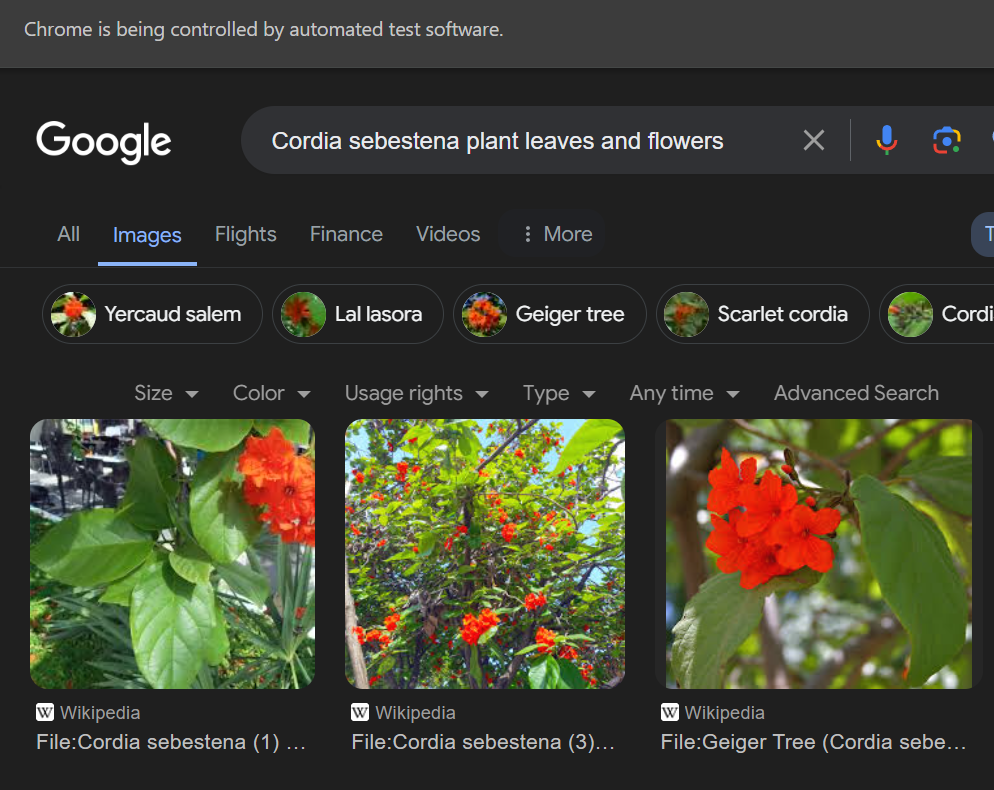 Chrome is being controlled by automated test software.
Google
Cordia sebestena plant leaves and flowers
All Images Flights Finance Videos More
Yercaud salem Lal lasora Geiger tree Scarlet cordia Cordi
Size Color Usage rights Type Any time Advanced Search
W Wikipedia W Wikipedia W Wikipedia
File:Cordia sebestena (1) ... File:Cordia sebestena (3)... File:Geiger Tree (Cordia sebe...